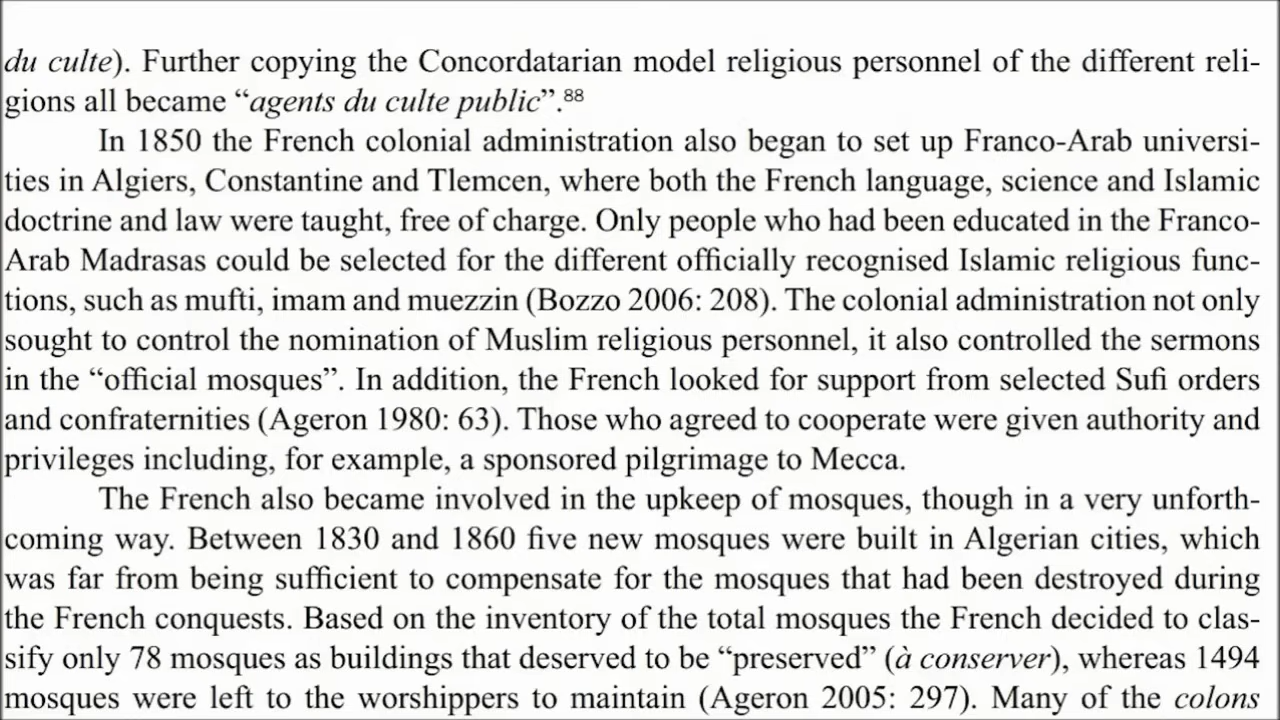 du culte). Further copying the Concordatarian model religious personnel of the different reli-
gions all became “agents du culte public”.88
In 1850 the French colonial administration also began to set up Franco-Arab universi-
ties in Algiers, Constantine and Tlemcen, where both the French language, science and Islamic
doctrine and law were taught, free of charge. Only people who had been educated in the Franco-
Arab Madrasas could be selected for the different officially recognised Islamic religious func-
tions, such as mufti, imam and muezzin (Bozzo 2006: 208). The colonial administration not only
sought to control the nomination of Muslim religious personnel, it also controlled the sermons
in the “official mosques”. In addition, the French looked for support from selected Sufi orders
and confraternities (Ageron 1980: 63). Those who agreed to cooperate were given authority and
privileges including, for example, a sponsored pilgrimage to Mecca.
The French also became involved in the upkeep of mosques, though in a very unforth-
coming way. Between 1830 and 1860 five new mosques were built in Algerian cities, which
was far from being sufficient to compensate for the mosques that had been destroyed during
the French conquests. Based on the inventory of the total mosques the French decided to clas-
sify only 78 mosques as buildings that deserved to be “preserved” (à conserver), whereas 1494
mosques were left to the worshippers to maintain (Ageron 2005: 297). Many of the colons